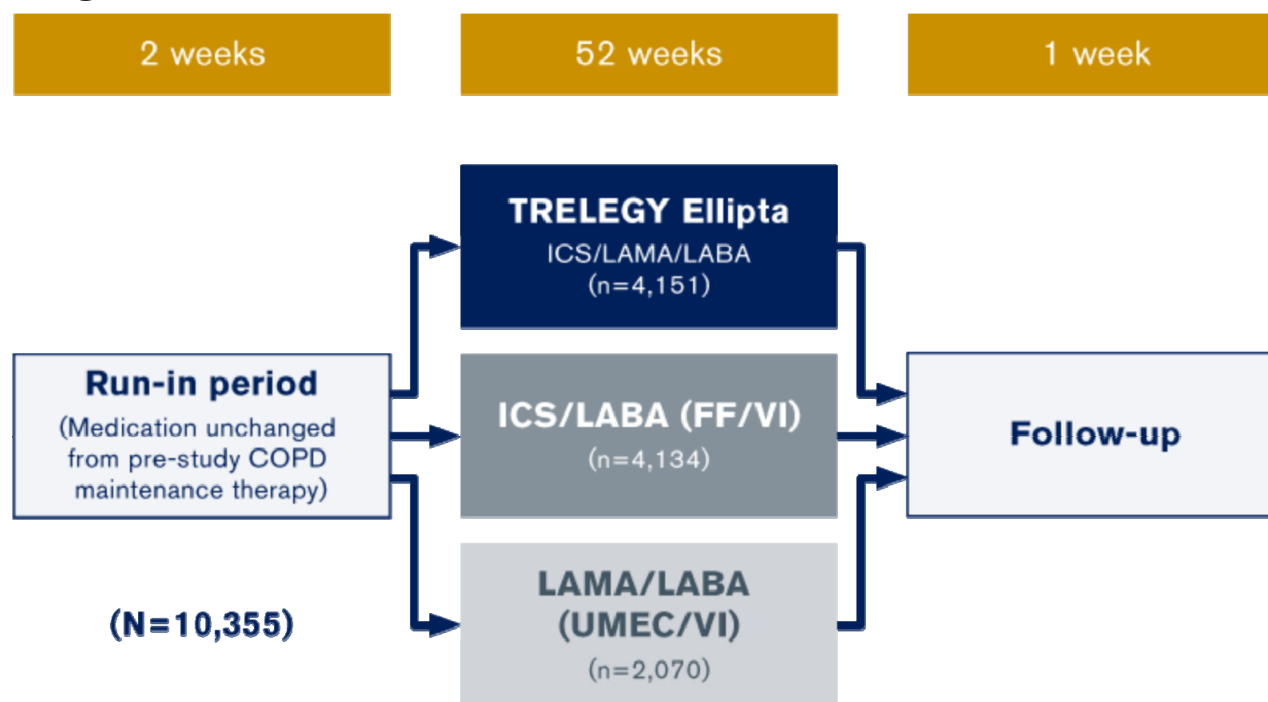 2 weeks
52 weeks
1 week
TRELEGY Ellipta
ICS/LAMA/LABA
(n=4,151)
Run-in period
(Medication unchanged
from pre-study COPD
maintenance therapy)
ICS/LABA (FF/VI)
(n=4,134)
Follow-up
LAMA/LABA
(UMEC/VI)
(n=2,070)
(N=10,355)